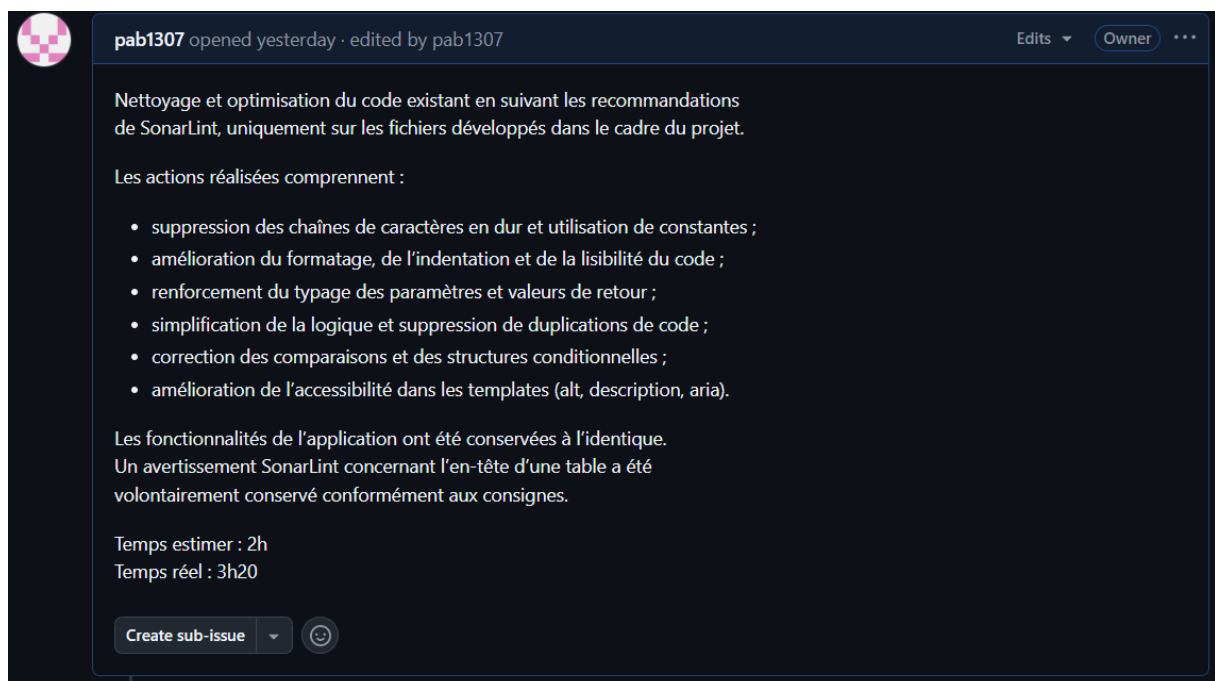 pab1307 opened yesterday · edited by pab1307 Edits Owner ...
Nettoyage et optimisation du code existant en suivant les recommandations
de SonarLint, uniquement sur les fichiers développés dans le cadre du projet.
Les actions réalisées comprennent :
• suppression des chaînes de caractères en dur et utilisation de constantes ;
• amélioration du formatage, de l’indentation et de la lisibilité du code ;
• renforcement du typage des paramètres et valeurs de retour ;
• simplification de la logique et suppression de duplications de code ;
• correction des comparaisons et des structures conditionnelles ;
• amélioration de l’accessibilité dans les templates (alt, description, aria).
Les fonctionnalités de l’application ont été conservées à l’identique.
Un avertissement SonarLint concernant l’en-tête d’une table a été
volontairement conservé conformément aux consignes.
Temps estimer : 2h
Temps réel : 3h20
Create sub-issue